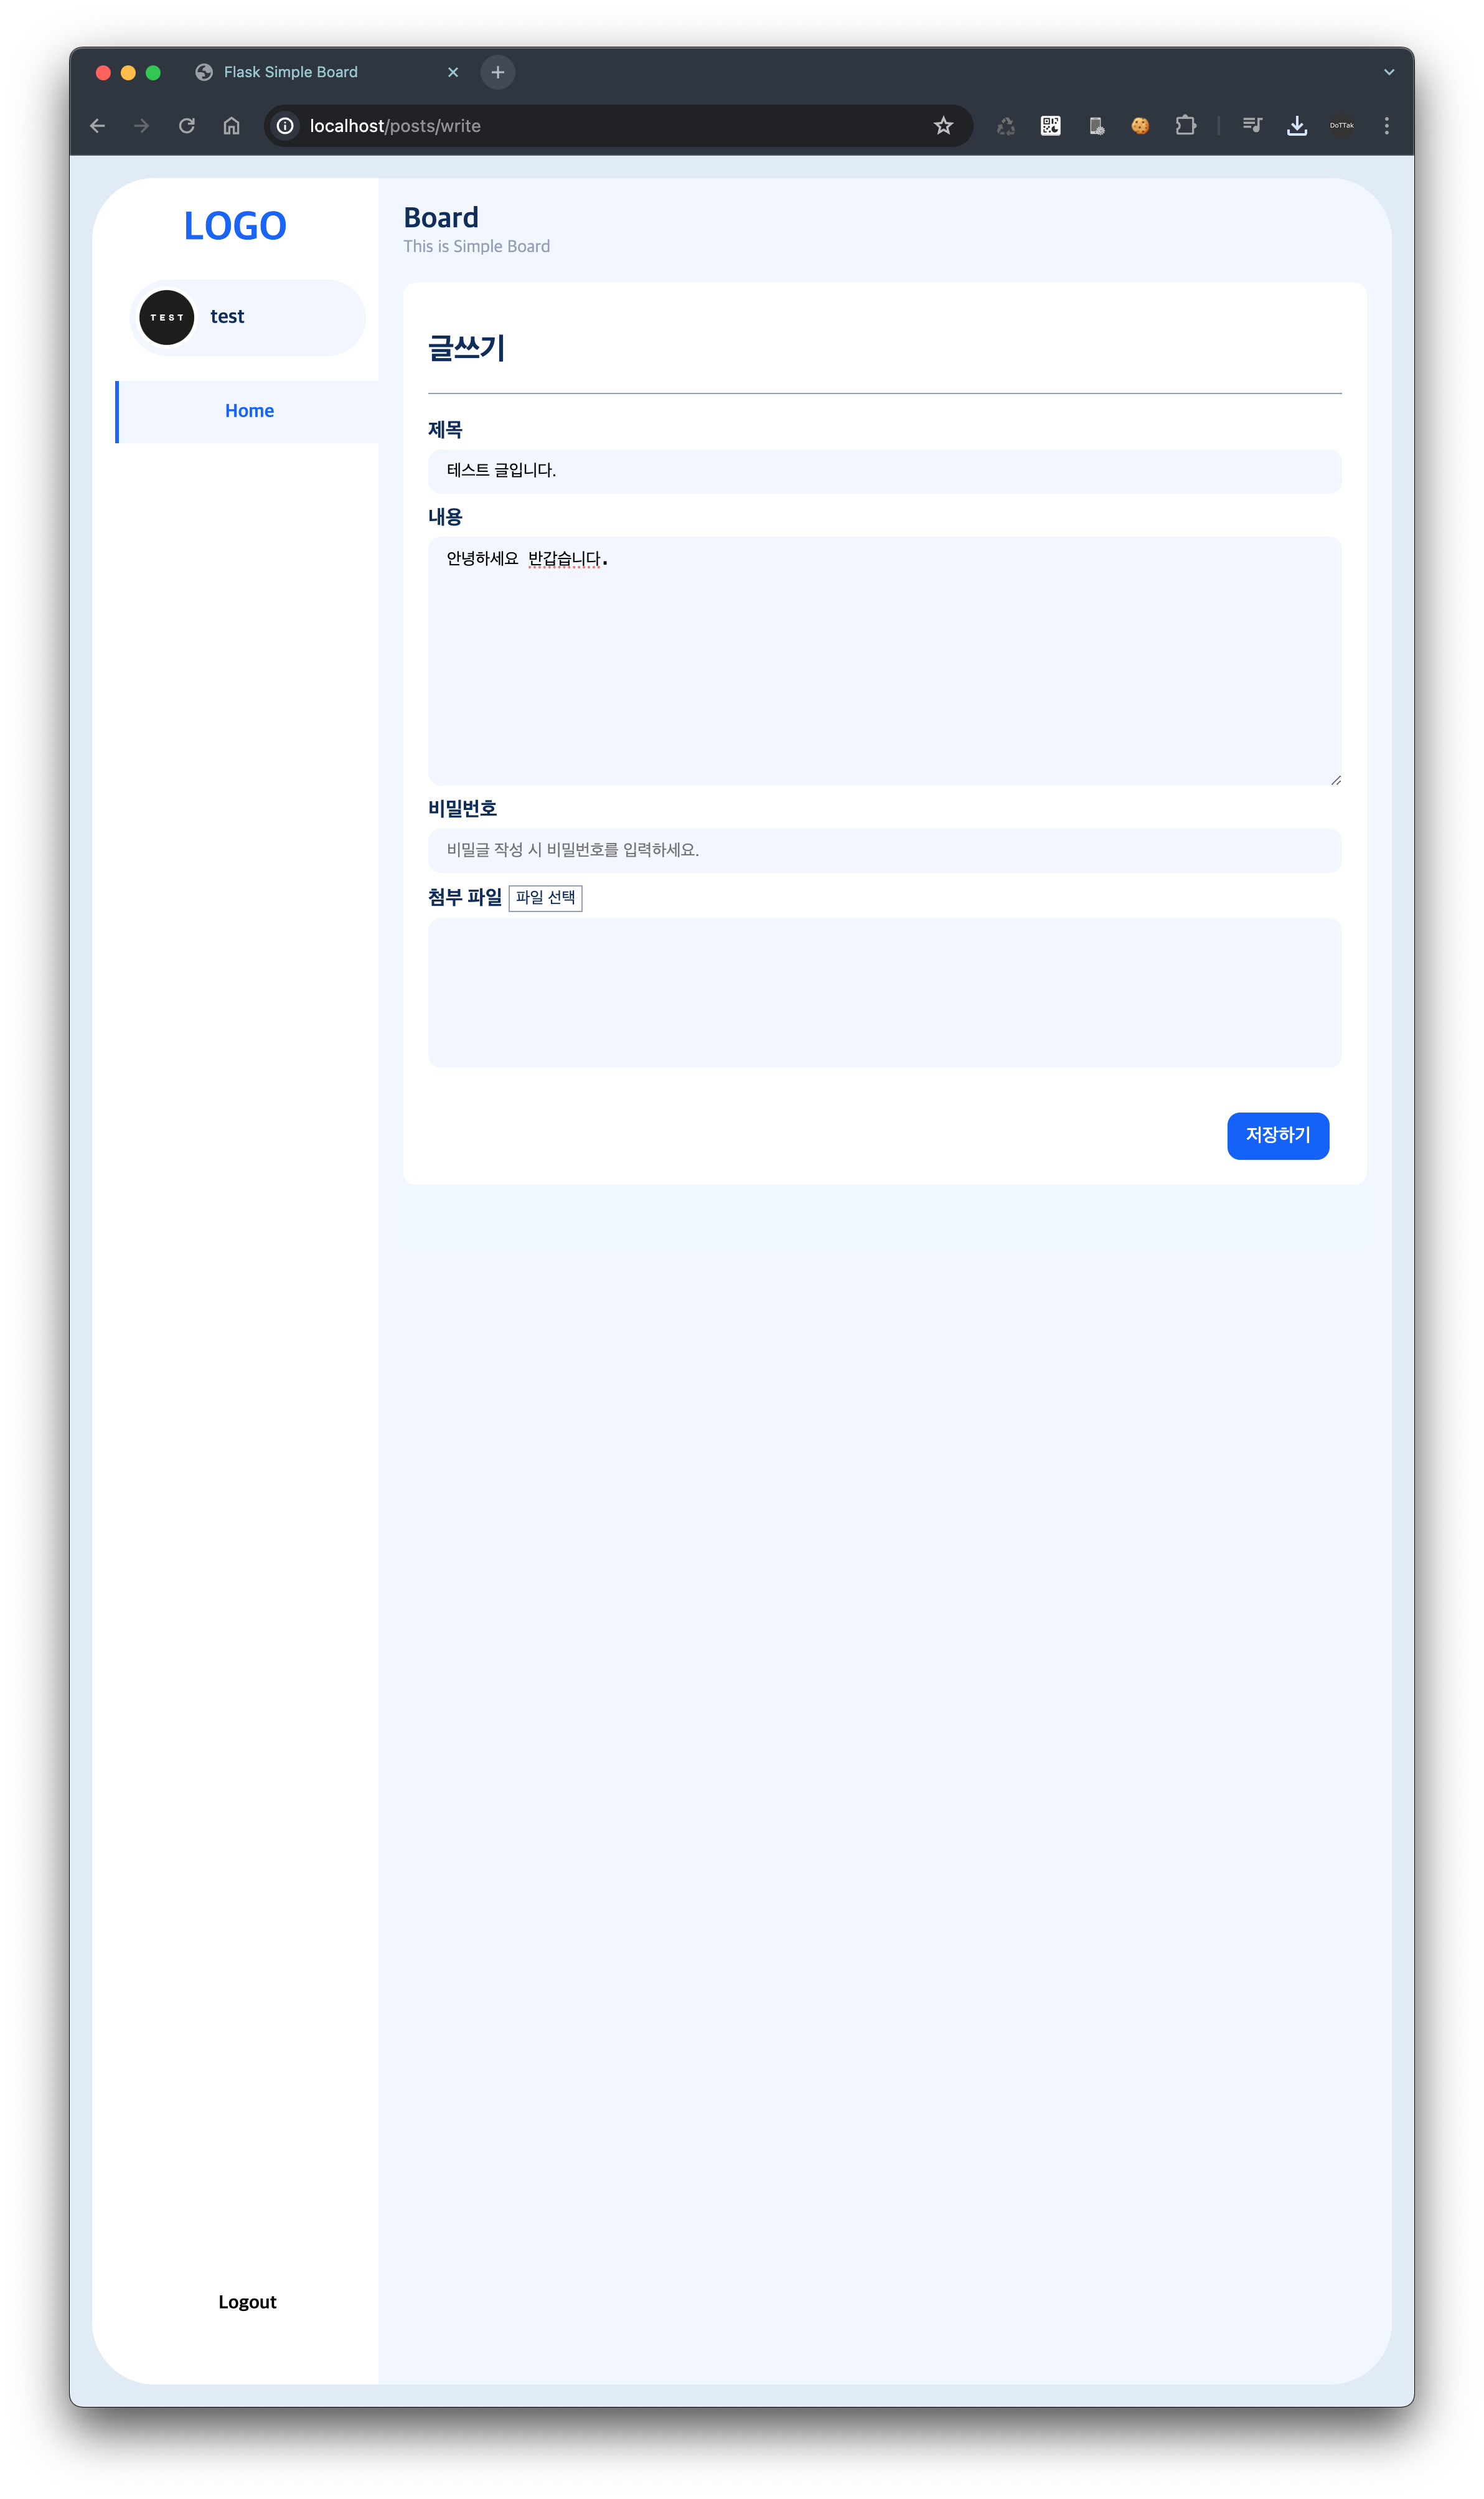 Flask Simple Board
localhost/posts/write
DoTTak
LOGO
TEST
test
Home
Logout
Board
This is Simple Board
글쓰기
제목
테스트 글입니다.
내용
안녕하세요 반갑습니다.
비밀번호
비밀글 작성 시 비밀번호를 입력하세요.
첨부 파일 파일 선택
저장하기